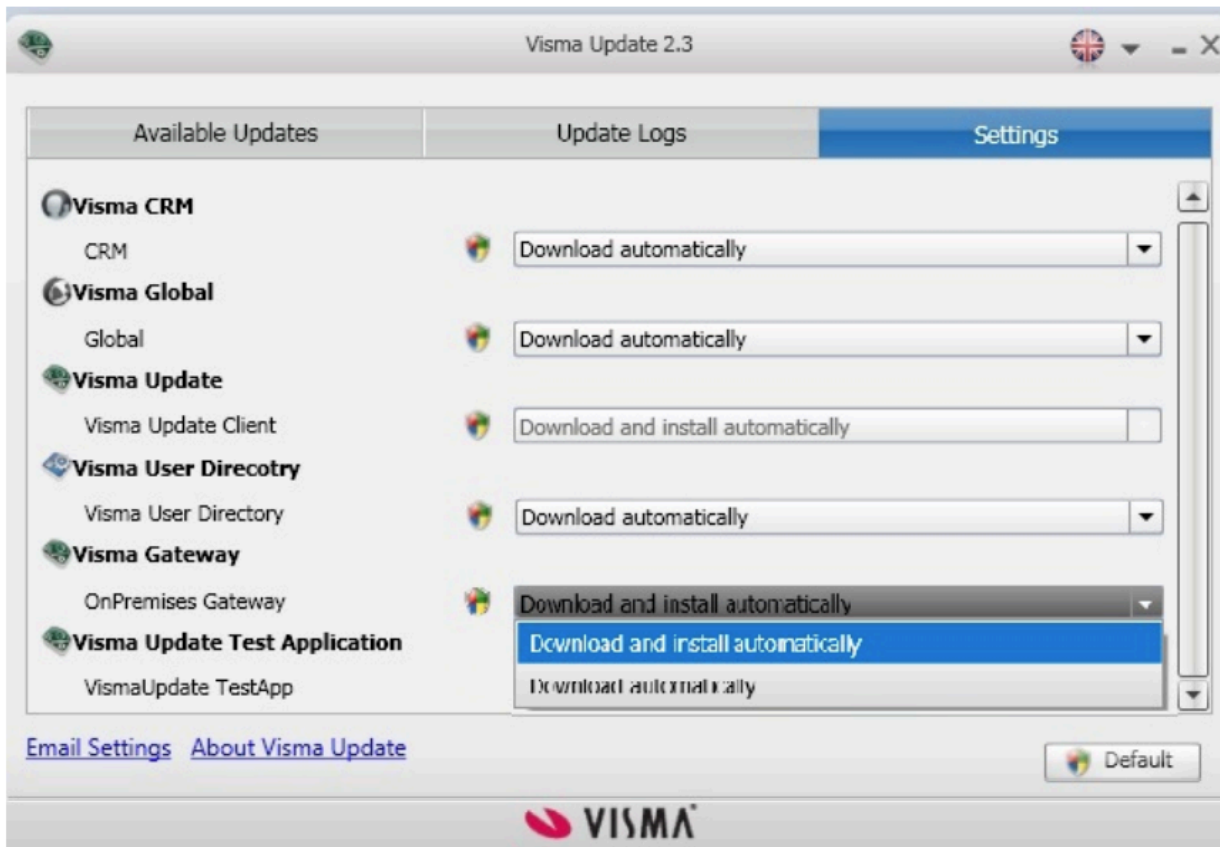 Visma Update 2.3
Available Updates Update Logs Settings
Visma CRM
CRM Download automatically
Visma Global
Global Download automatically
Visma Update
Visma Update Client Download and install automatically
Visma User Direcotry
Visma User Directory Download automatically
Visma Gateway
OnPremises Gateway Download and install automatically
Visma Update Test Application Download and install automatically
VismaUpdate TestApp Download automatically
Email Settings About Visma Update Default
VISMA